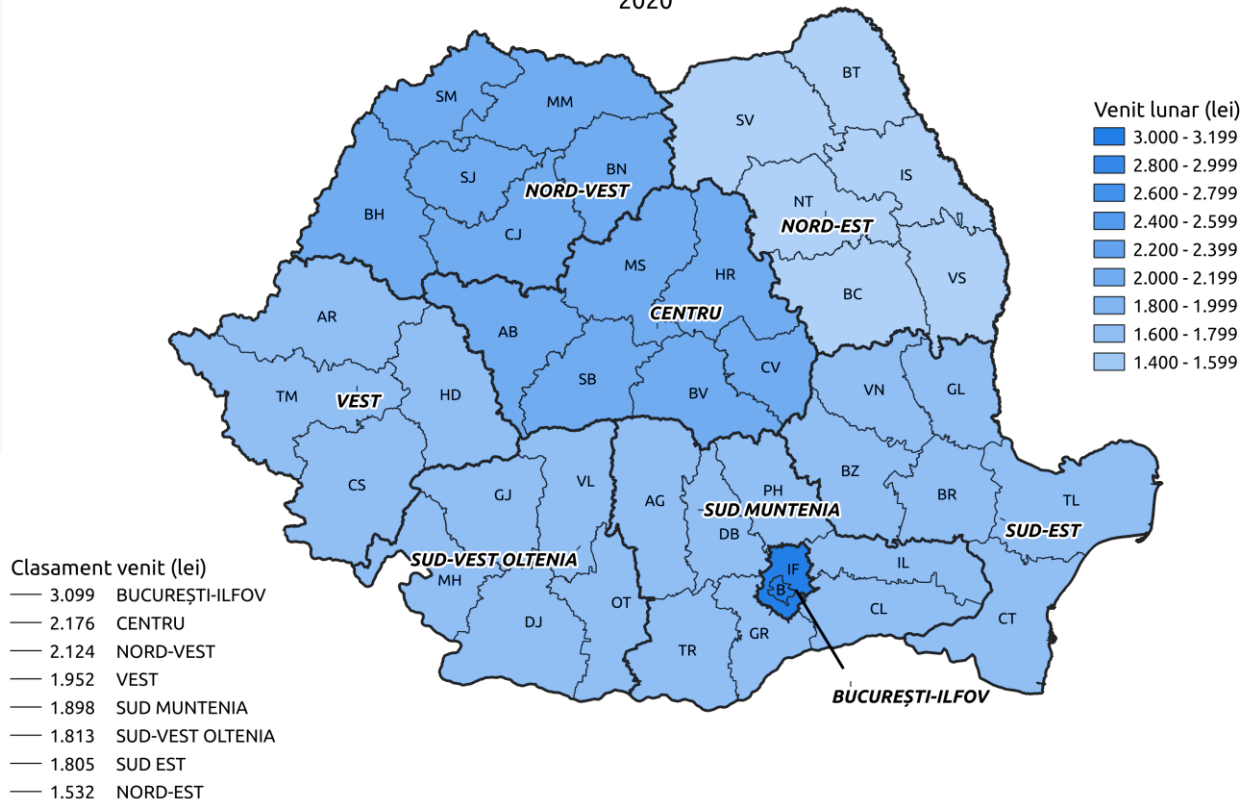 2020
BT
SM
MM
SV
BN
SJ
IS
NORD-VEST
NT
BH
CJ
NORD-EST
MS
HR
VS
BC
AR
CENTRU
AB
CV
SB
BV
VN
GL
TM
VEST
HD
CS
GJ
VL
AG
PH
BZ
BR
TL
SUD MUNTENIA
DB
SUD-EST
SUD-VEST OLTENIA
IF
IL
MH
B
OT
CL
DJ
GR
CT
TR
BUCUREȘTI-ILFOV
Venit lunar (lei)
3.000 - 3.199
2.800 - 2.999
2.600 - 2.799
2.400 - 2.599
2.200 - 2.399
2.000 - 2.199
1.800 - 1.999
1.600 - 1.799
1.400 - 1.599
Clasament venit (lei)
3.099 BUCUREȘTI-ILFOV
2.176 CENTRU
2.124 NORD-VEST
1.952 VEST
1.898 SUD MUNTENIA
1.813 SUD-VEST OLTENIA
1.805 SUD EST
1.532 NORD-EST